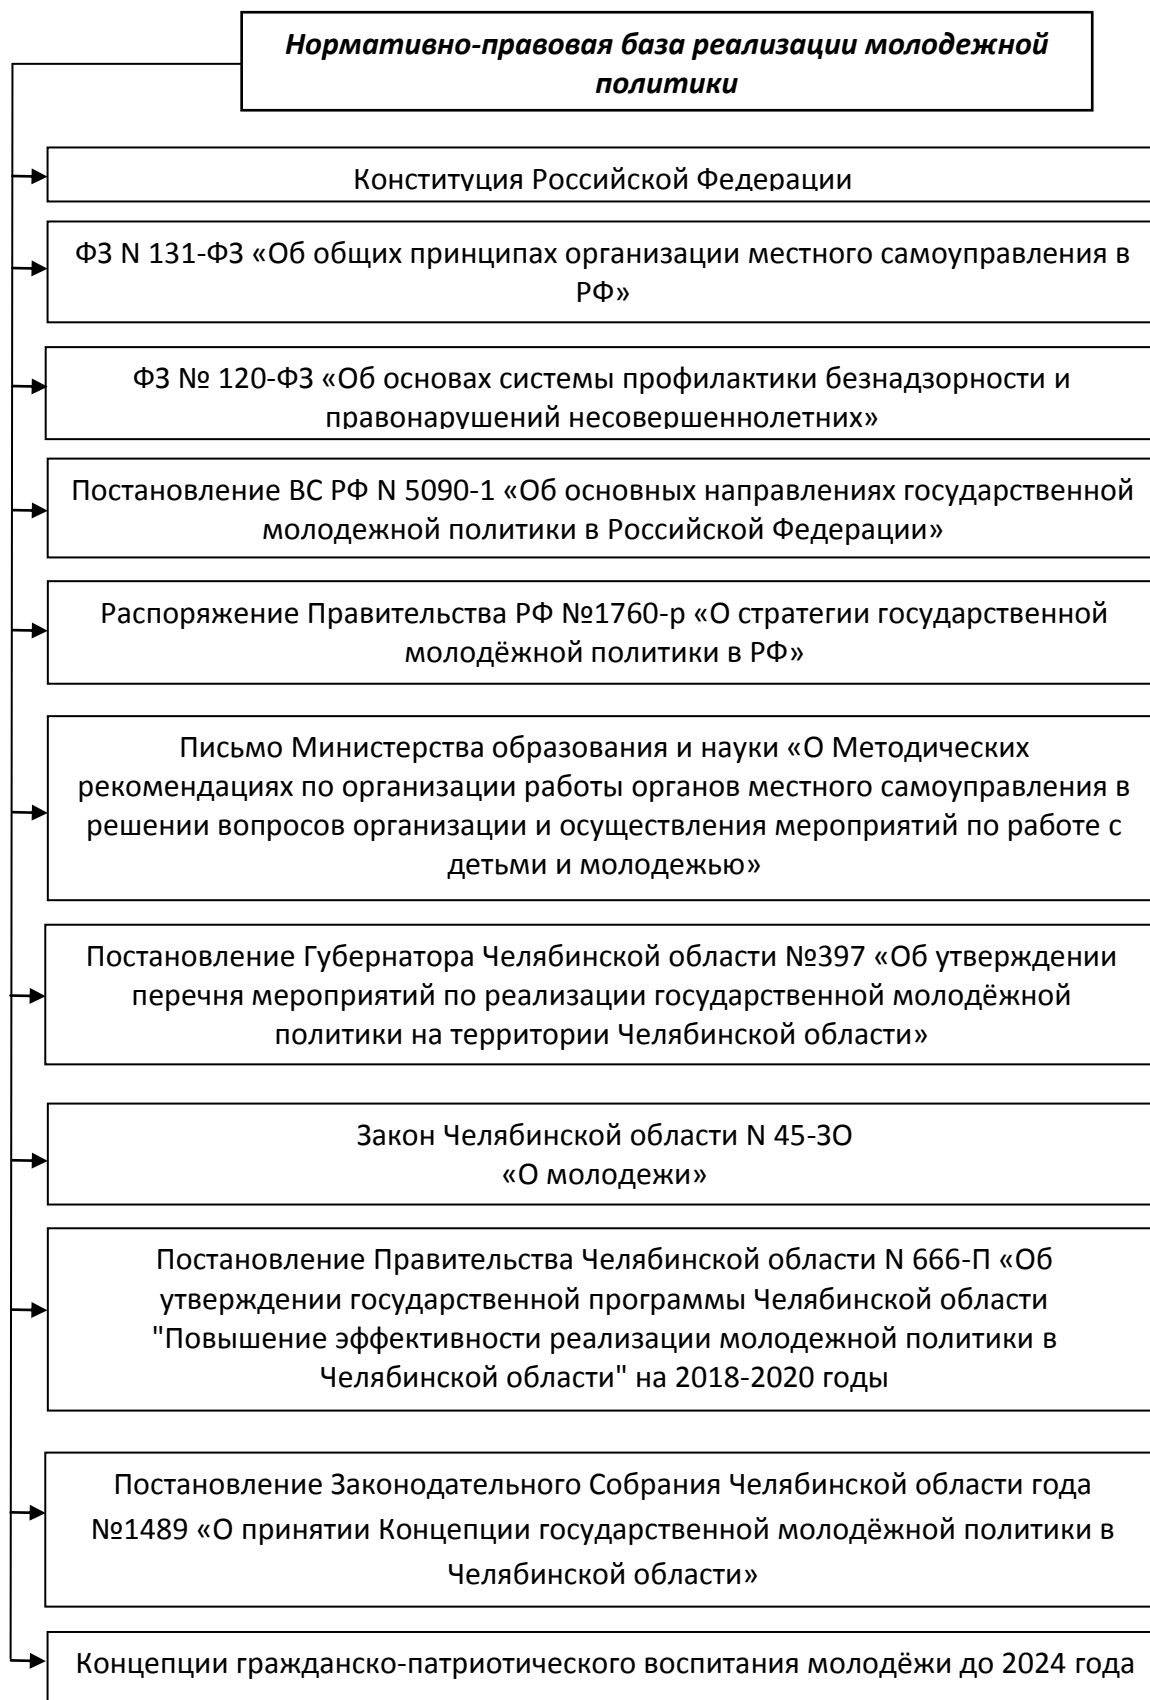 Нормативно-правовая база реализации молодежной
политики
Конституция Российской Федерации
ФЗ N 131-ФЗ «Об общих принципах организации местного самоуправления в
РФ»
ФЗ № 120-ФЗ «Об основах системы профилактики безнадзорности и
правонарушений несовершеннолетних»
Постановление ВС РФ N 5090-1 «Об основных направлениях государственной
молодежной политики в Российской Федерации»
Распоряжение Правительства РФ №1760-р «О стратегии государственной
молодёжной политики в РФ»
Письмо Министерства образования и науки «О Методических
рекомендациях по организации работы органов местного самоуправления в
решении вопросов организации и осуществления мероприятий по работе с
детьми и молодежью»
Постановление Губернатора Челябинской области №397 «Об утверждении
перечня мероприятий по реализации государственной молодёжной
политики на территории Челябинской области»
Закон Челябинской области N 45-ЗО
«О молодежи»
Постановление Правительства Челябинской области N 666-П «Об
утверждении государственной программы Челябинской области
"Повышение эффективности реализации молодежной политики в
Челябинской области" на 2018-2020 годы
Постановление Законодательного Собрания Челябинской области года
№1489 «О принятии Концепции государственной молодёжной политики в
Челябинской области»
Концепции гражданско-патриотического воспитания молодёжи до 2024 года